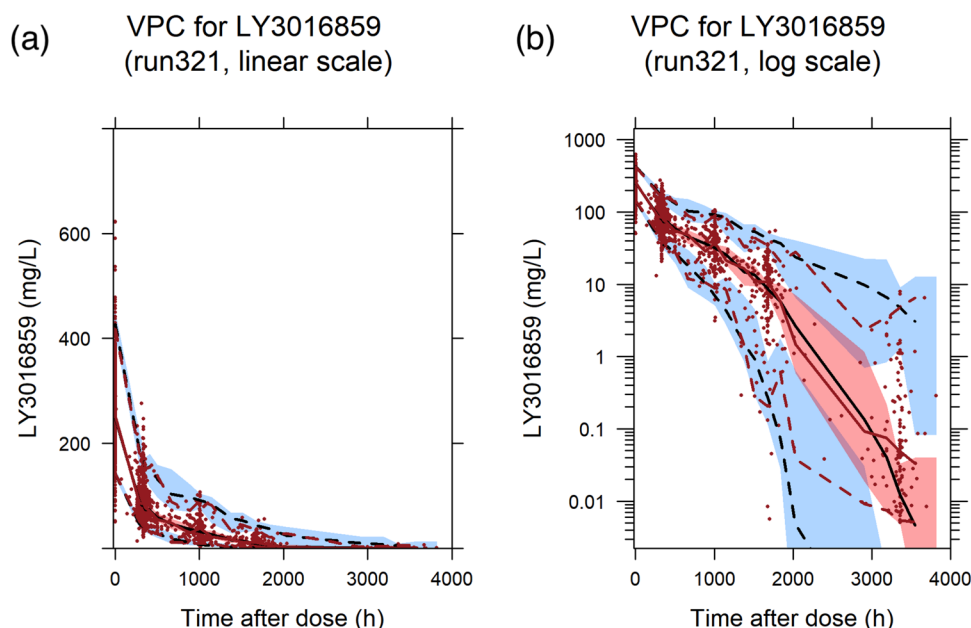 (a)
VPC for LY3016859
(run321, linear scale)
LY3016859 (mg/L)
600
400
200
0
1000
2000
3000
4000
Time after dose (h)
(b)
VPC for LY3016859
(run321, log scale)
LY3016859 (mg/L)
1000
100
10
1
0.1
0.01
0
1000
2000
3000
4000
Time after dose (h)